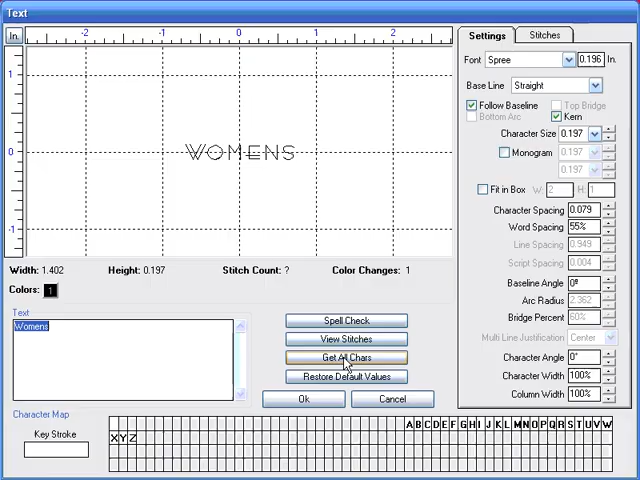 Text
In.
-2 -1 0 1 2
1
0
-1
WOMENS
Width: 1.402 Height: 0.197 Stitch Count: ? Color Changes: 1
Colors: 1
Text
Womens
Spell Check
View Stitches
Get All Chars
Restore Default Values
Ok Cancel
Settings Stitches
Font Spree 0.196 In.
Base Line Straight
Follow Baseline Top Bridge
Bottom Arc Kern
Character Size 0.197
Monogram 0.197
0.197
Fit in Box W: 2 H: 1
Character Spacing 0.079
Word Spacing 55%
Line Spacing 0.949
Script Spacing 0.004
Baseline Angle 0º
Arc Radius 2.362
Bridge Percent 60%
Multi Line Justification Center
Character Angle 0°
Character Width 100%
Column Width 100%
Character Map
Key Stroke
A B C D E F G H I J K L M N O P Q R S T U V W
X Y Z